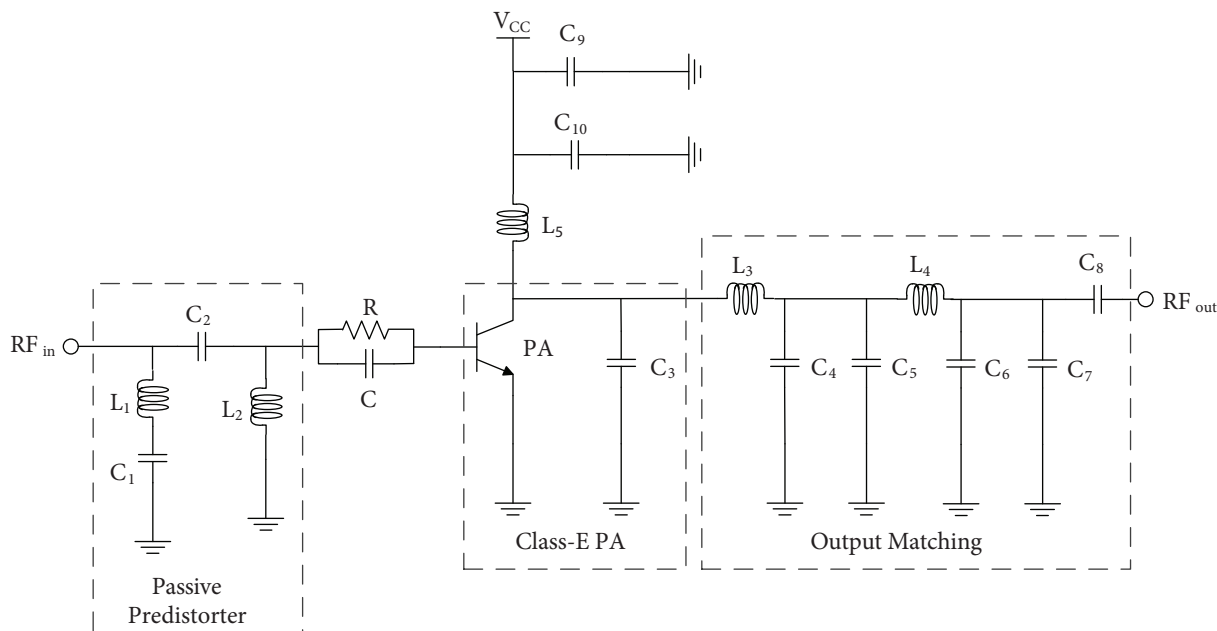 V_CC
C_9
C_10
L_5
L_3
L_4
C_8
RF_out
C_2
R
RF_in
PA
C
C_3
C_4
C_5
C_6
C_7
L_1
L_2
C_1
Class-E PA
Output Matching
Passive
Predistorter